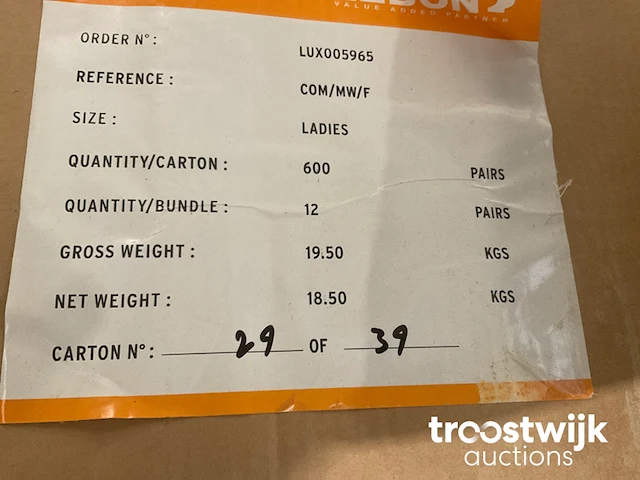 VALUE ADDED PARTNER
ORDER N°: LUX005965
REFERENCE : COM/MW/F
SIZE : LADIES
QUANTITY/CARTON : 600 PAIRS
QUANTITY/BUNDLE : 12 PAIRS
GROSS WEIGHT : 19.50 KGS
NET WEIGHT : 18.50 KGS
CARTON N°: 29 OF 39
troostwijk
auctions